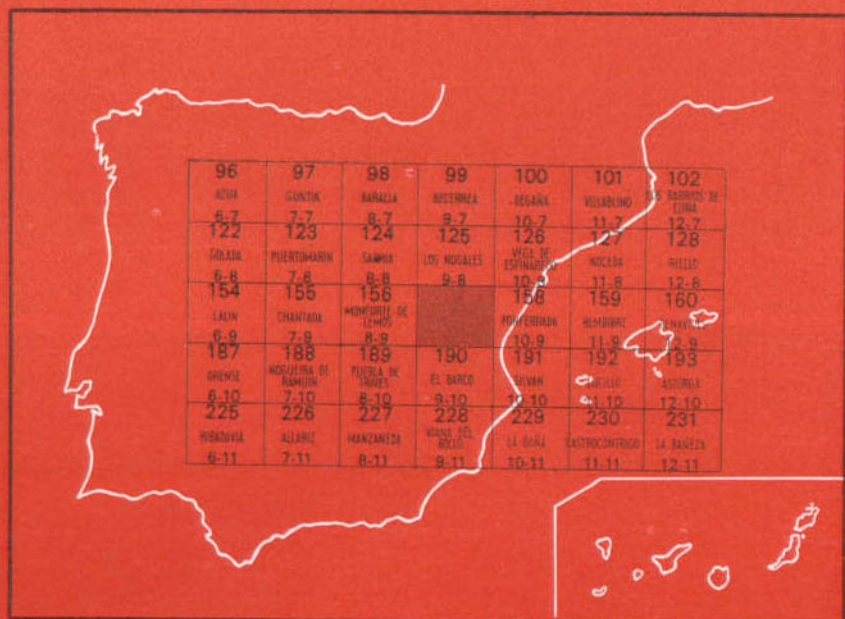 96 97 98 99 100 101 102
ARZUA GUNTIN BARALLA BECERREA DEGAÑA VILLABLINO LOS BARRIOS DE LUNA
6-7 7-7 8-7 9-7 10-7 11-7 12-7
122 123 124 125 126 127 128
GOLADA PUERTOMARIN SARRIA LOS NOGALES VEGA DE ESPINAREDA NOCEDA RIELLO
6-8 7-8 8-8 9-8 10-8 11-8 12-8
154 155 156 158 159 160
LALIN CHANTADA MONFORTE DE LEMOS PONFERRADA BEMBIBRE BENAVIDES
6-9 7-9 8-9 10-9 11-9 12-9
187 188 189 190 191 192 193
ORENSE NOGUEIRA DE RAMUIN PUEBLA DE TRIVES EL BARCO SILVAN LUCILLO ASTORGA
6-10 7-10 8-10 9-10 10-10 11-10 12-10
225 226 227 228 229 230 231
RIBADAVIA ALLARIZ MANZANEDA VIANA DEL BOLLO LA BAÑA CASTROCONTRIGO LA BAÑEZA
6-11 7-11 8-11 9-11 10-11 11-11 12-11